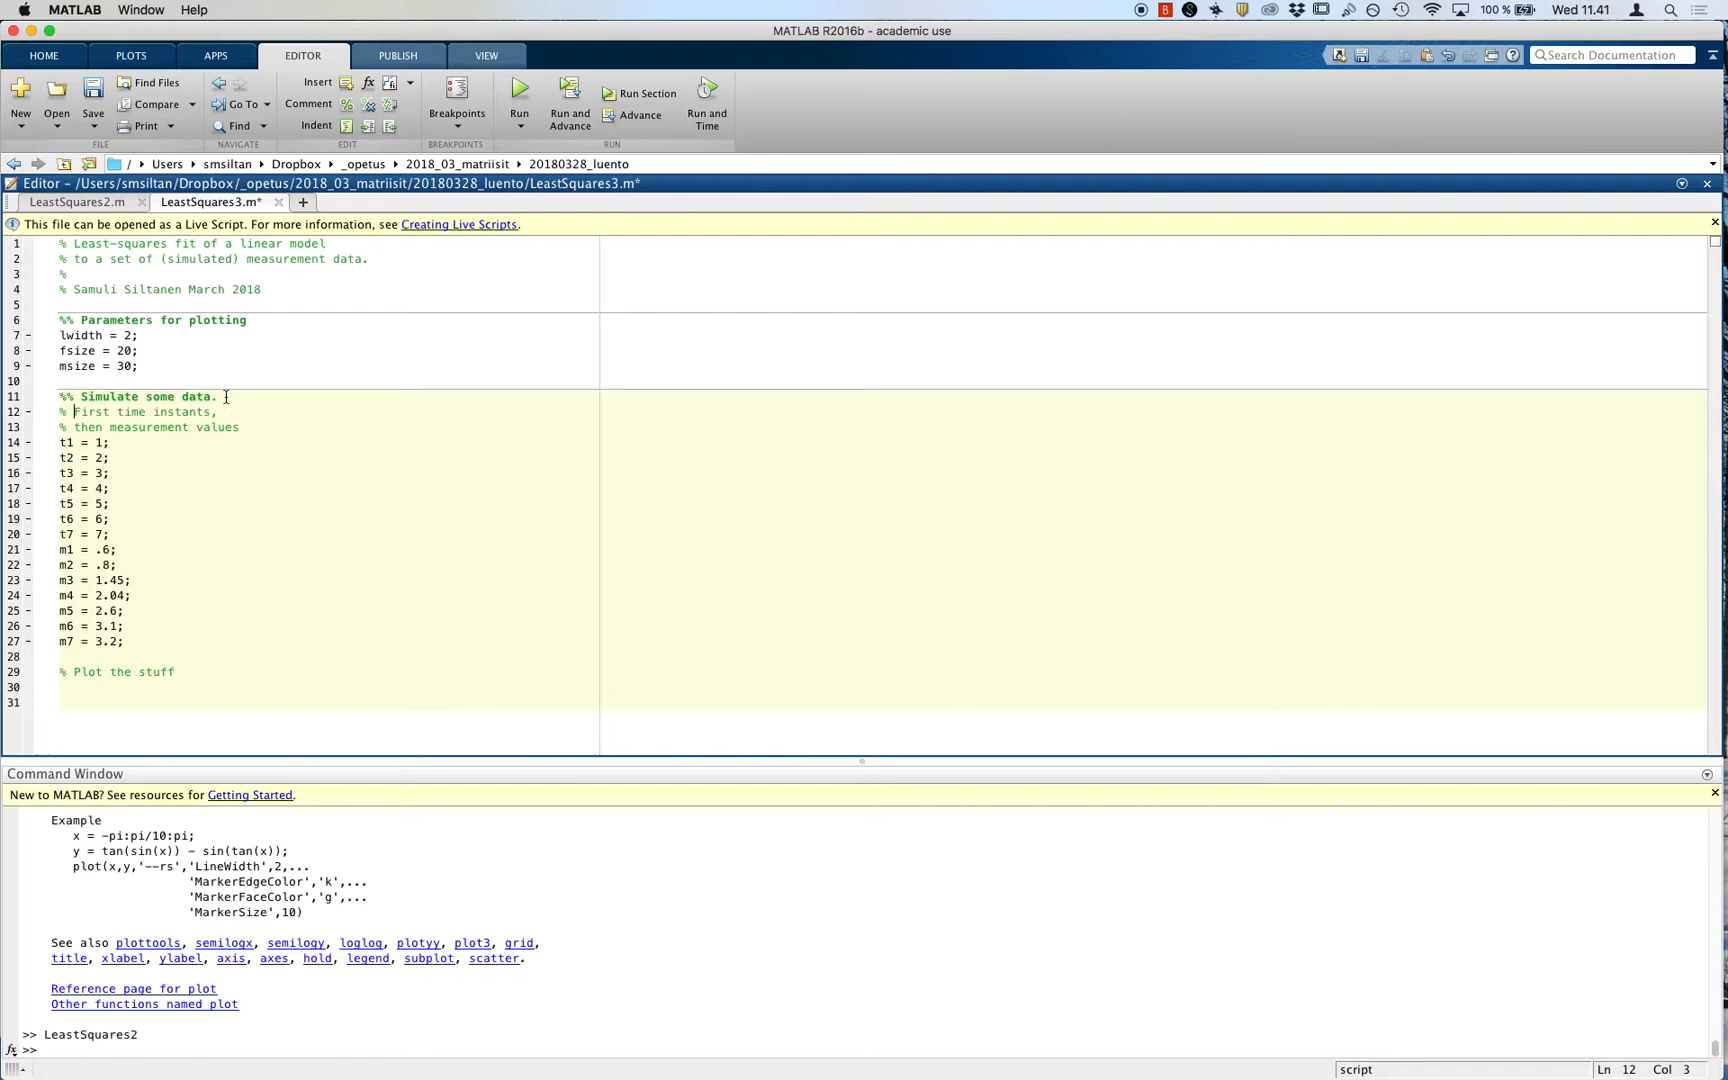 MATLAB Window Help 100 % Wed 11.41
MATLAB R2016b - academic use
HOME PLOTS APPS EDITOR PUBLISH VIEW Search Documentation
New Open Save Find Files Compare Print Go To Find Insert fx Comment Indent Breakpoints Run Run and Advance Run Section Advance Run and Time
FILE NAVIGATE EDIT BREAKPOINTS RUN
/ Users smsiltan Dropbox _opetus 2018_03_matriisit 20180328_luento
Editor - /Users/smsiltan/Dropbox/_opetus/2018_03_matriisit/20180328_luento/LeastSquares3.m*
LeastSquares2.m LeastSquares3.m* +
This file can be opened as a Live Script. For more information, see Creating Live Scripts.
1 % Least-squares fit of a linear model
2 % to a set of (simulated) measurement data.
3 %
4 % Samuli Siltanen March 2018
5
6 %% Parameters for plotting
7 - lwidth = 2;
8 - fsize = 20;
9 - msize = 30;
10
11 %% Simulate some data.
12 % First time instants,
13 % then measurement values
14 - t1 = 1;
15 - t2 = 2;
16 - t3 = 3;
17 - t4 = 4;
18 - t5 = 5;
19 - t6 = 6;
20 - t7 = 7;
21 - m1 = .6;
22 - m2 = .8;
23 - m3 = 1.45;
24 - m4 = 2.04;
25 - m5 = 2.6;
26 - m6 = 3.1;
27 - m7 = 3.2;
28
29 % Plot the stuff
30
31
Command Window
New to MATLAB? See resources for Getting Started.
Example
x = -pi:pi/10:pi;
y = tan(sin(x)) - sin(tan(x));
plot(x,y,'--rs','LineWidth',2,...
'MarkerEdgeColor','k',...
'MarkerFaceColor','g',...
'MarkerSize',10)
See also plottools, semilogx, semilogy, loglog, plotyy, plot3, grid,
title, xlabel, ylabel, axis, axes, hold, legend, subplot, scatter.
Reference page for plot
Other functions named plot
>> LeastSquares2
fx >>
script Ln 12 Col 3